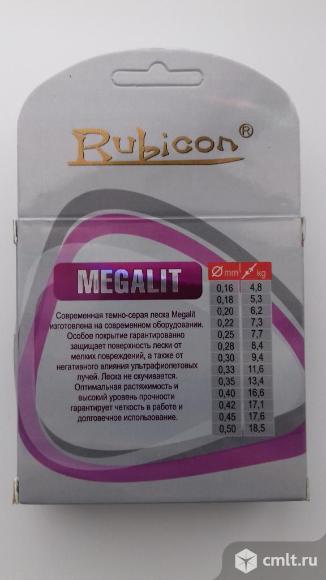 Rubicon®
MEGALIT
Современная темно-серая леска Megalit
изготовлена на современном оборудовании.
Особое покрытие гарантированно
защищает поверхность лески от
мелких повреждений, а также от
негативного влияния ультрафиолетовых
лучей. Леска не скучивается.
Оптимальная растяжимость и
высокий уровень прочности
гарантирует четкость в работе и
долговечное использование.
Ø mm kg
0,16 4,8
0,18 5,3
0,20 6,2
0,22 7,3
0,25 7,7
0,28 8,4
0,30 9,4
0,33 11,6
0,35 13,4
0,40 16,6
0,42 17,1
0,45 17,6
0,50 18,5
cmlt.ru